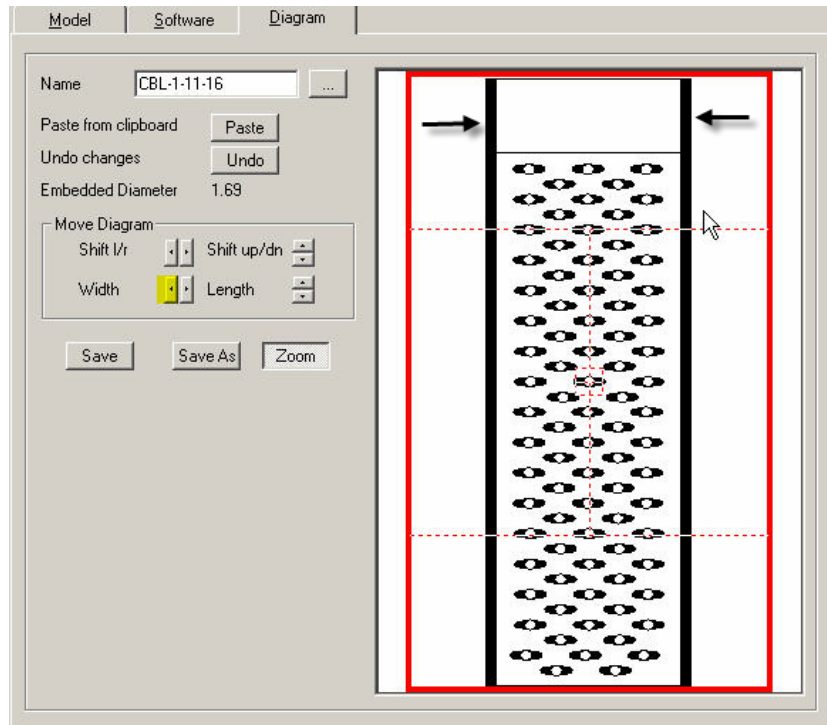 Model Software Diagram
Name CBL-1-11-16 ...
Paste from clipboard Paste
Undo changes Undo
Embedded Diameter 1.69
Move Diagram
Shift l/r Shift up/dn
Width Length
Save Save As Zoom